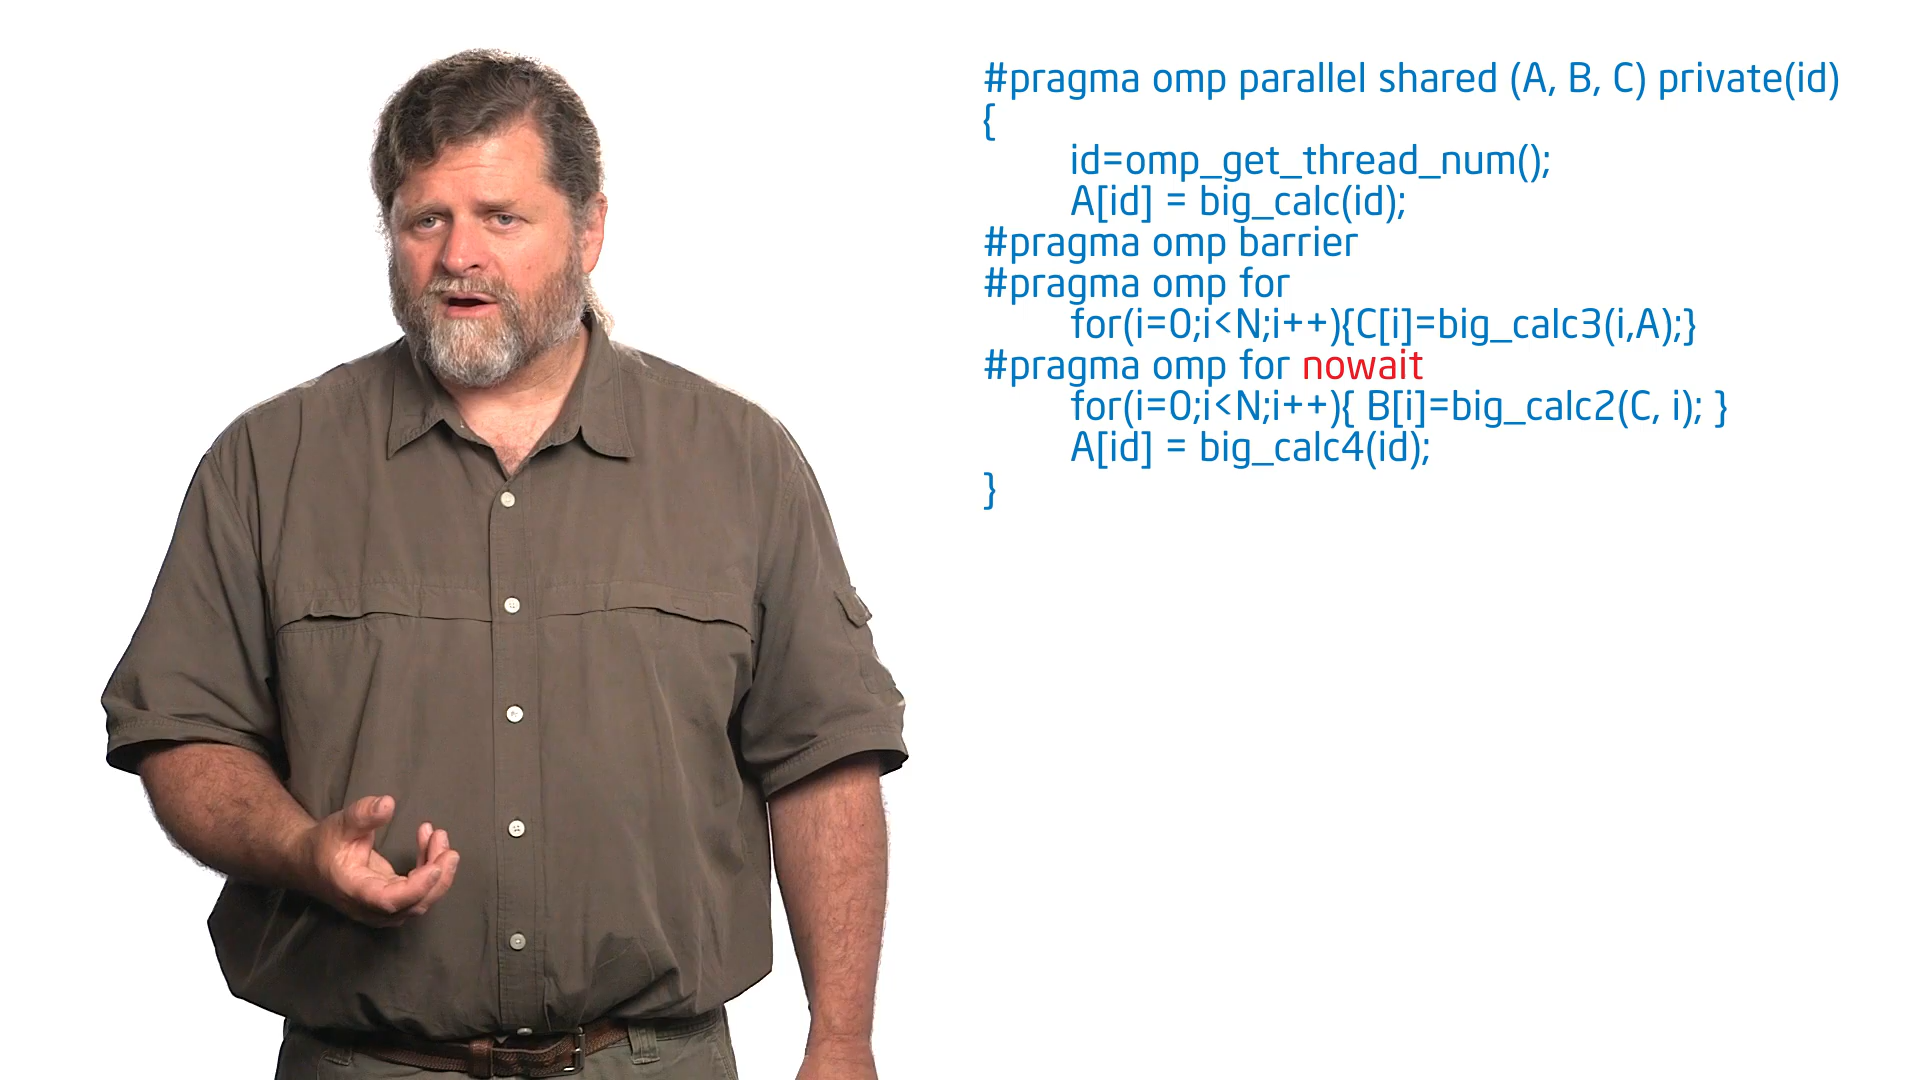 #pragma omp parallel shared (A, B, C) private(id)
{
id=omp_get_thread_num();
A[id] = big_calc(id);
#pragma omp barrier
#pragma omp for
for(i=0;i<N;i++){C[i]=big_calc3(i,A);}
#pragma omp for nowait
for(i=0;i<N;i++){ B[i]=big_calc2(C, i); }
A[id] = big_calc4(id);
}